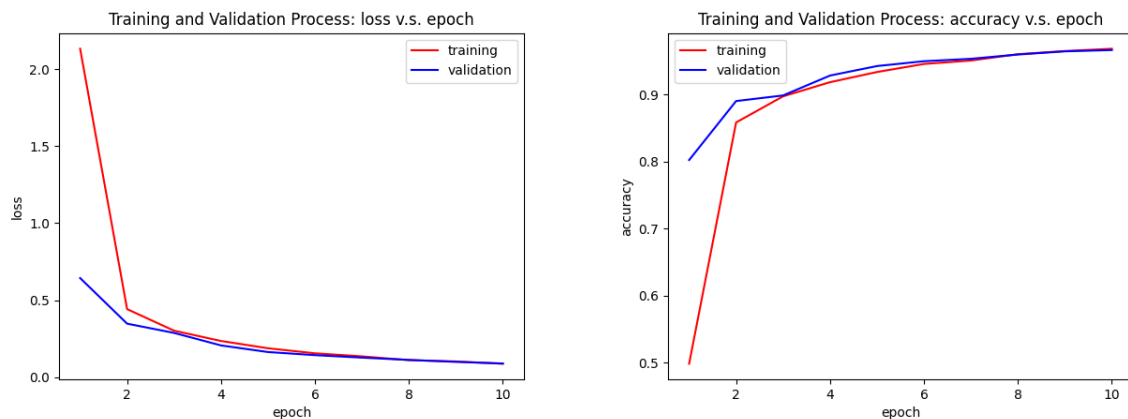 Training and Validation Process: loss v.s. epoch
training
validation
2.0
1.5
1.0
0.5
0.0
loss
2
4
6
8
10
epoch
Training and Validation Process: accuracy v.s. epoch
training
validation
0.9
0.8
0.7
0.6
0.5
accuracy
2
4
6
8
10
epoch